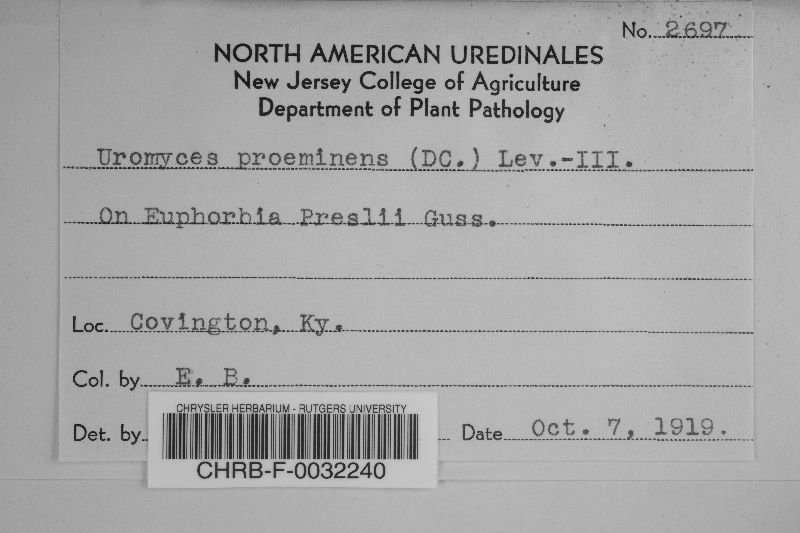 No. 2697
NORTH AMERICAN UREDINALES
New Jersey College of Agriculture
Department of Plant Pathology
Uromyces proeminens (DC.) Lev.-III.
On Euphorbia Preslii Guss.
Loc. Covington, Ky.
Col. by E. B.
Det. by Date Oct. 7, 1919.
CHRYSLER HERBARIUM - RUTGERS UNIVERSITY
CHRB-F-0032240